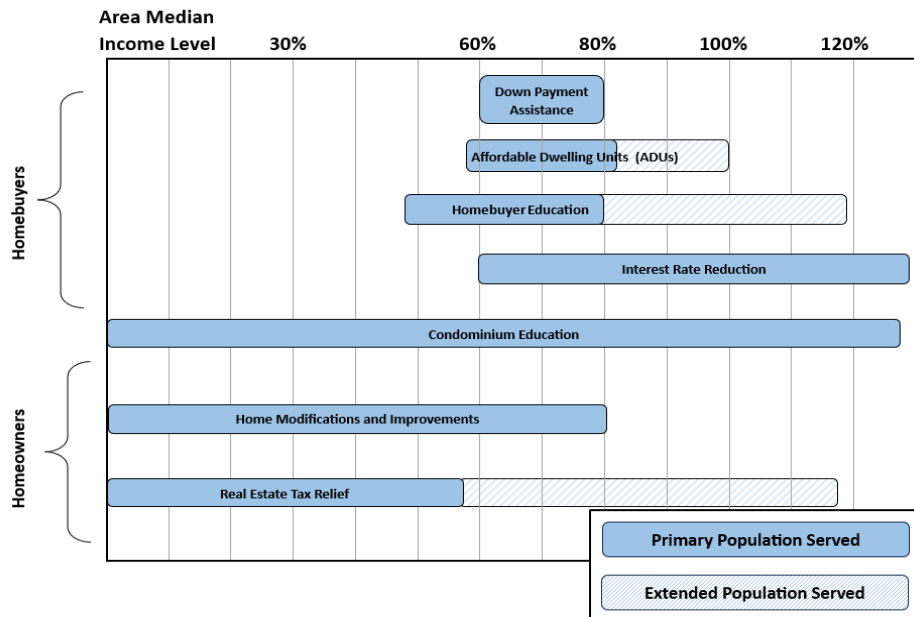 Area Median
Income Level 30% 60% 80% 100% 120%
Homebuyers
Down Payment
Assistance
Affordable Dwelling Units (ADUs)
Homebuyer Education
Interest Rate Reduction
Condominium Education
Homeowners
Home Modifications and Improvements
Real Estate Tax Relief
Primary Population Served
Extended Population Served